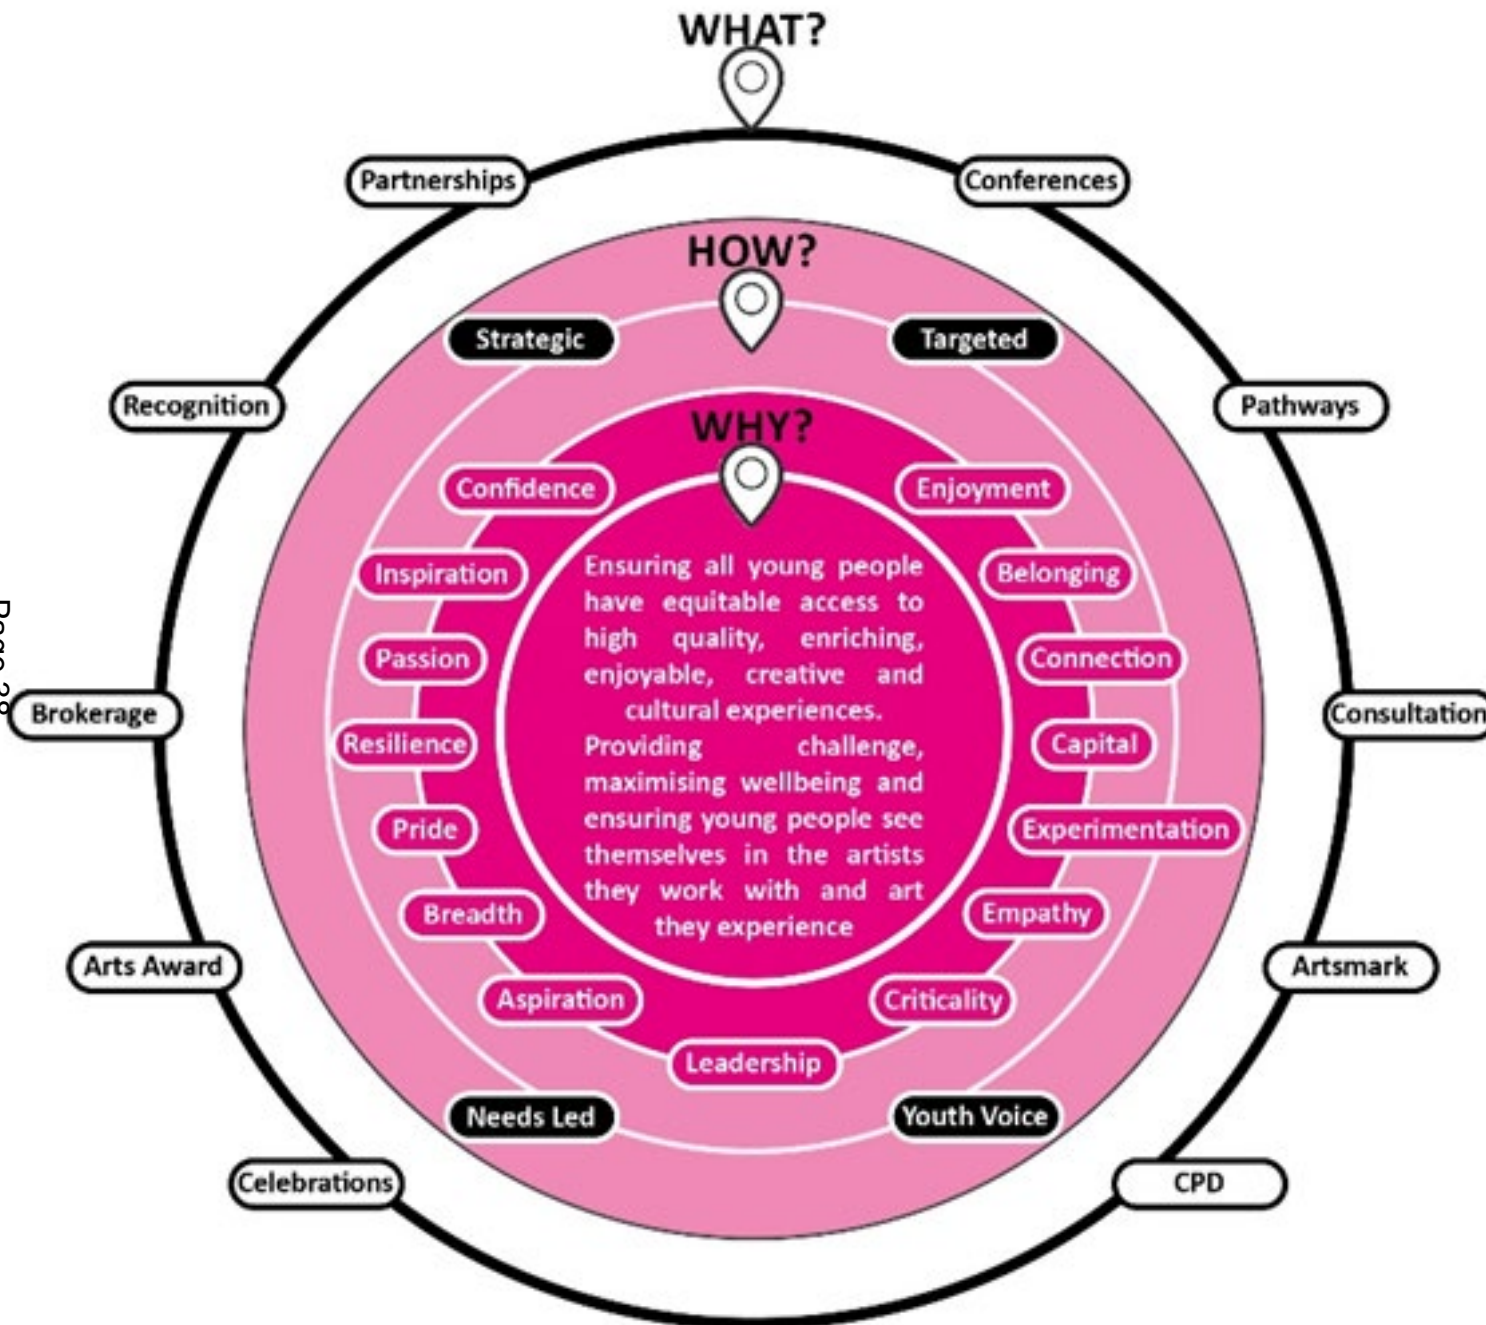 WHAT?
Partnerships
Conferences
HOW?
Strategic
Targeted
Recognition
Pathways
WHY?
Confidence
Enjoyment
Inspiration
Belonging
Ensuring all young people
have equitable access to
high quality, enriching,
enjoyable, creative and
cultural experiences.
Providing challenge,
maximising wellbeing and
ensuring young people see
themselves in the artists
they work with and art
they experience
Passion
Connection
Page 28
Brokerage
Consultation
Resilience
Capital
Pride
Experimentation
Breadth
Empathy
Arts Award
Artsmark
Aspiration
Criticality
Leadership
Needs Led
Youth Voice
Celebrations
CPD